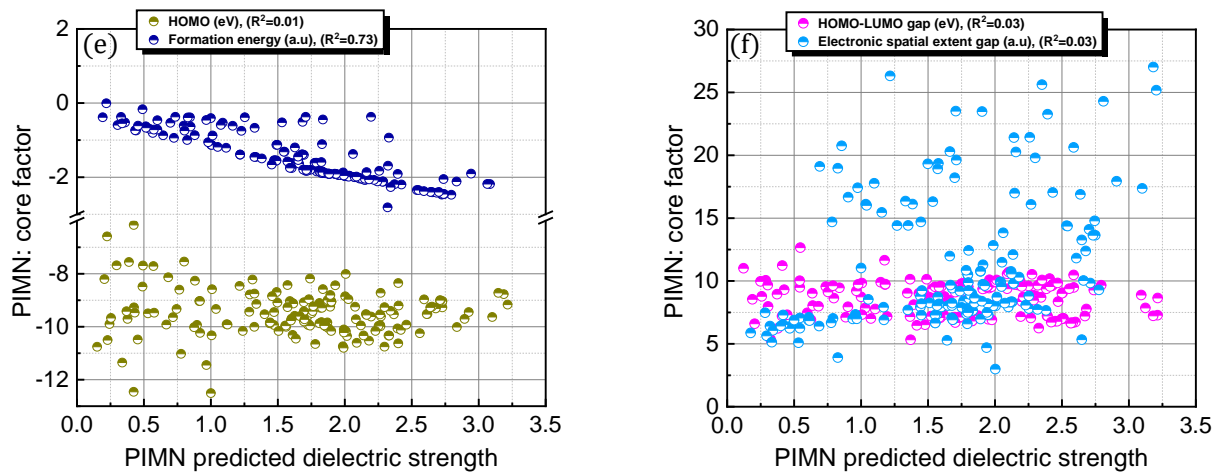 (e)
HOMO (eV), (R²=0.01)
Formation energy (a.u), (R²=0.73)
2
0
-2
-8
-10
-12
PIMN: core factor
0.0 0.5 1.0 1.5 2.0 2.5 3.0 3.5
PIMN predicted dielectric strength
(f)
HOMO-LUMO gap (eV), (R²=0.03)
Electronic spatial extent gap (a.u), (R²=0.03)
30
25
20
15
10
5
0
PIMN: core factor
0.0 0.5 1.0 1.5 2.0 2.5 3.0 3.5
PIMN predicted dielectric strength